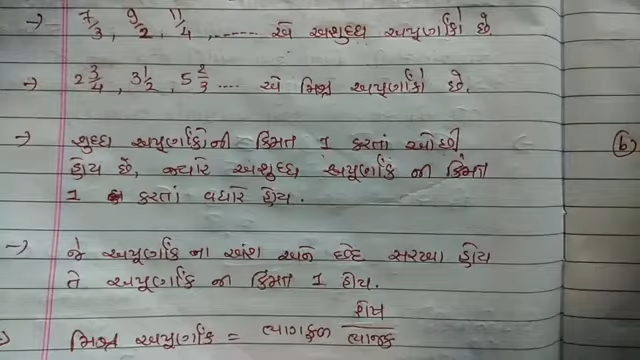 → 7/3, 9/2, 11/4, ...... એ અશુદ્ધ અપૂર્ણાંકો છે.
→ 2 3/4, 3 1/2, 5 2/3 .... એ મિશ્ર અપૂર્ણાંકો છે.
→ શુદ્ધ અપૂર્ણાંકોની કિંમત 1 કરતાં ઓછી
હોય છે, જ્યારે અશુદ્ધ અપૂર્ણાંક ની કિંમત
1 કરતાં વધારે હોય.
→ જે અપૂર્ણાંક ના અંશ અને છેદ સરખા હોય
તે અપૂર્ણાંક ની કિંમત 1 હોય.
મિશ્ર અપૂર્ણાંક = ભાગફળ શેષ/ભાજક
(b)